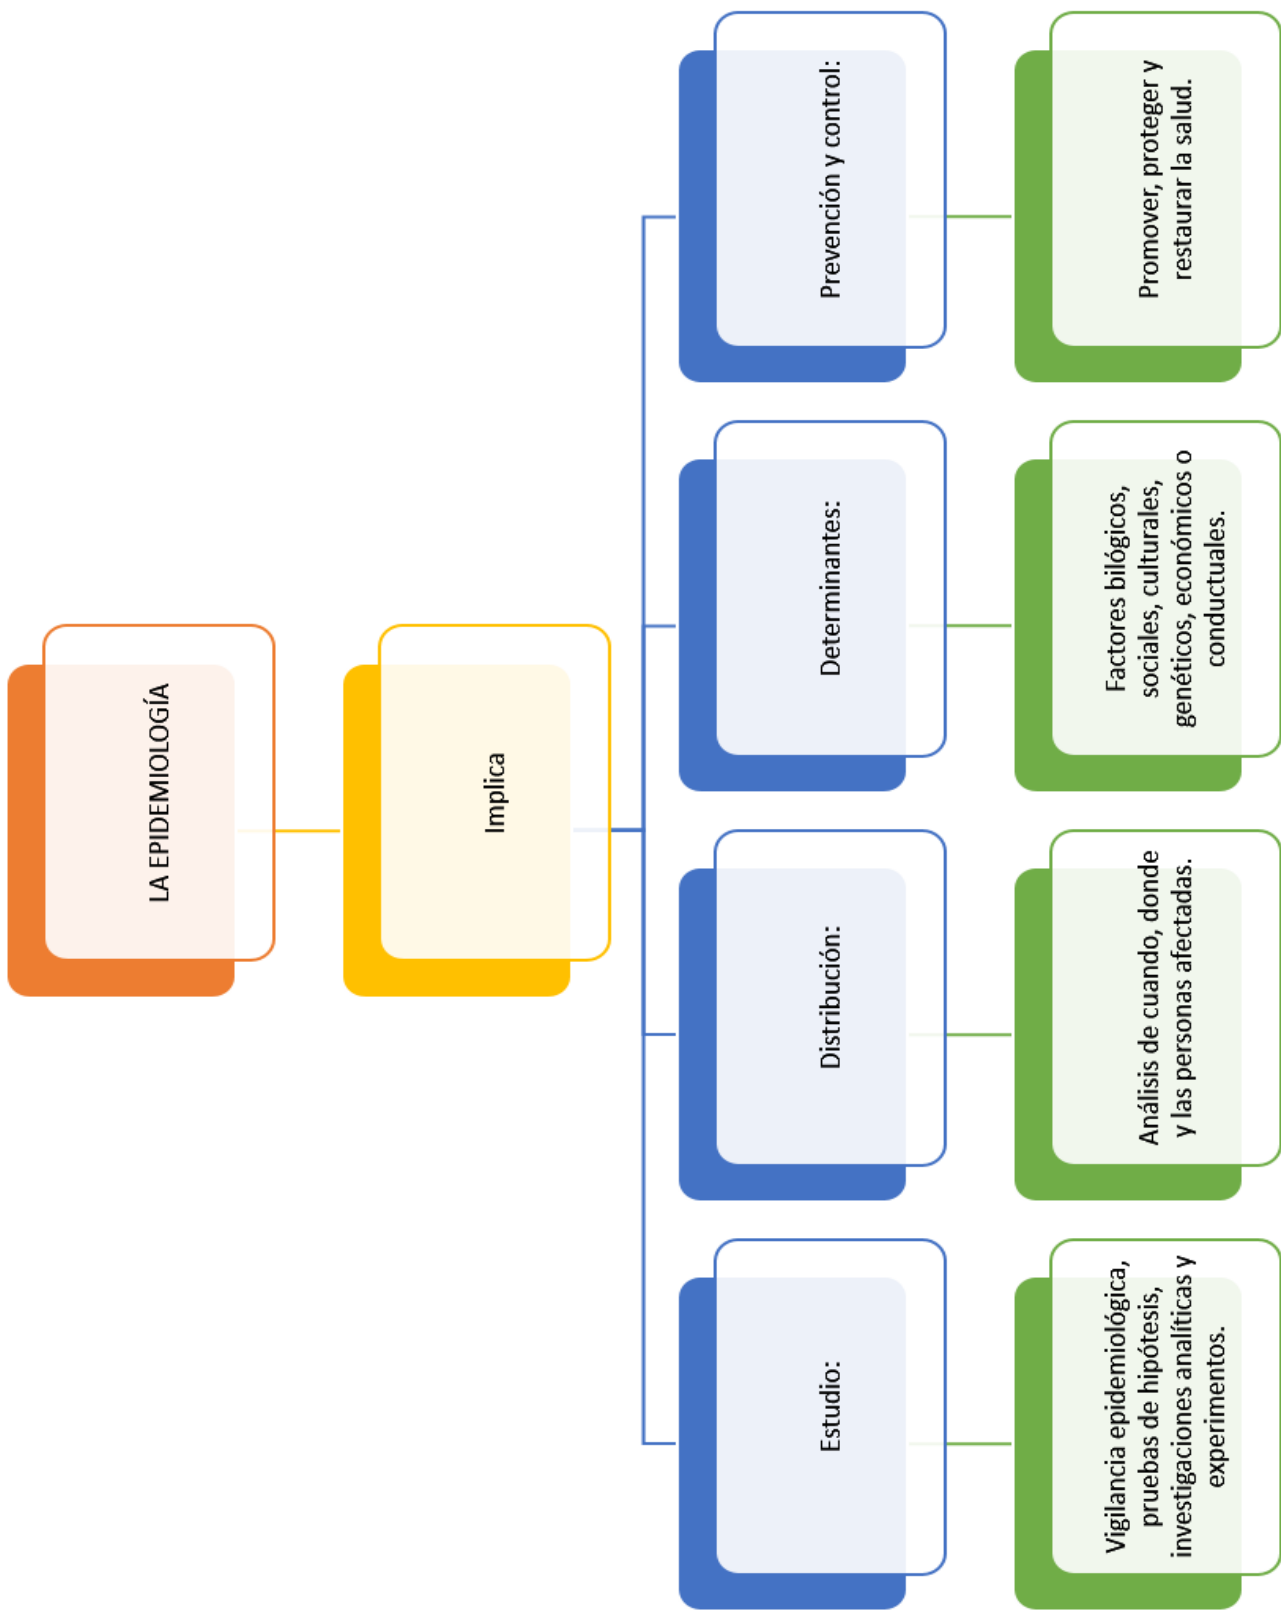 LA EPIDEMIOLOGÍA
Implica
Estudio:
Vigilancia epidemiológica,
pruebas de hipótesis,
investigaciones analíticas y
experimentos.
Distribución:
Análisis de cuando, donde
y las personas afectadas.
Determinantes:
Factores bilógicos,
sociales, culturales,
genéticos, económicos o
conductuales.
Prevención y control:
Promover, proteger y
restaurar la salud.